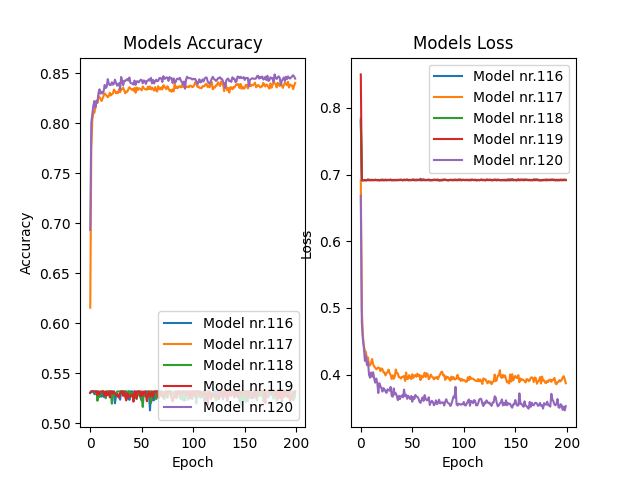 Models Accuracy
Accuracy
0.85
0.80
0.75
0.70
0.65
0.60
0.55
0.50
0
50
100
150
200
Epoch
Model nr.116
Model nr.117
Model nr.118
Model nr.119
Model nr.120
Models Loss
Loss
0.8
0.7
0.6
0.5
0.4
0
50
100
150
200
Epoch
Model nr.116
Model nr.117
Model nr.118
Model nr.119
Model nr.120